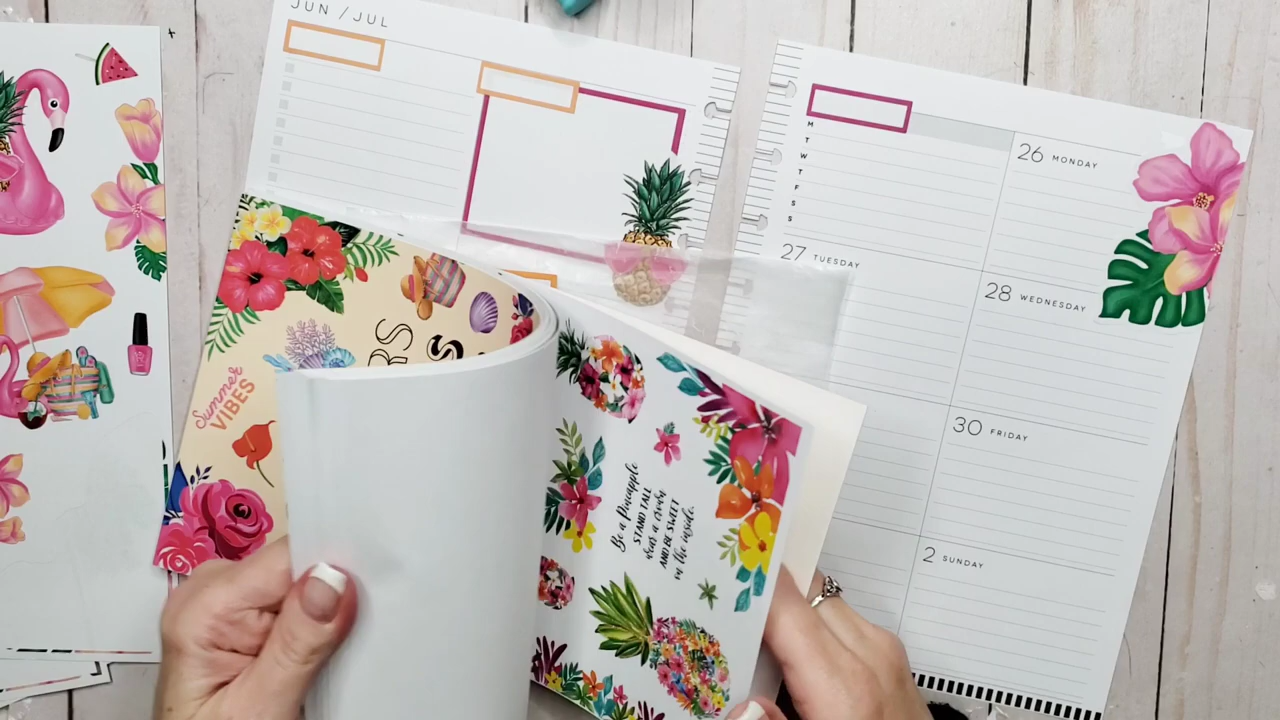 JUN / JUL
M
T
W
T
F
S
S
26 MONDAY
27 TUESDAY
28 WEDNESDAY
30 FRIDAY
2 SUNDAY
Summer
VIBES
Be a Pineapple
STAND TALL
wear a crown
AND BE SWEET
on the inside.